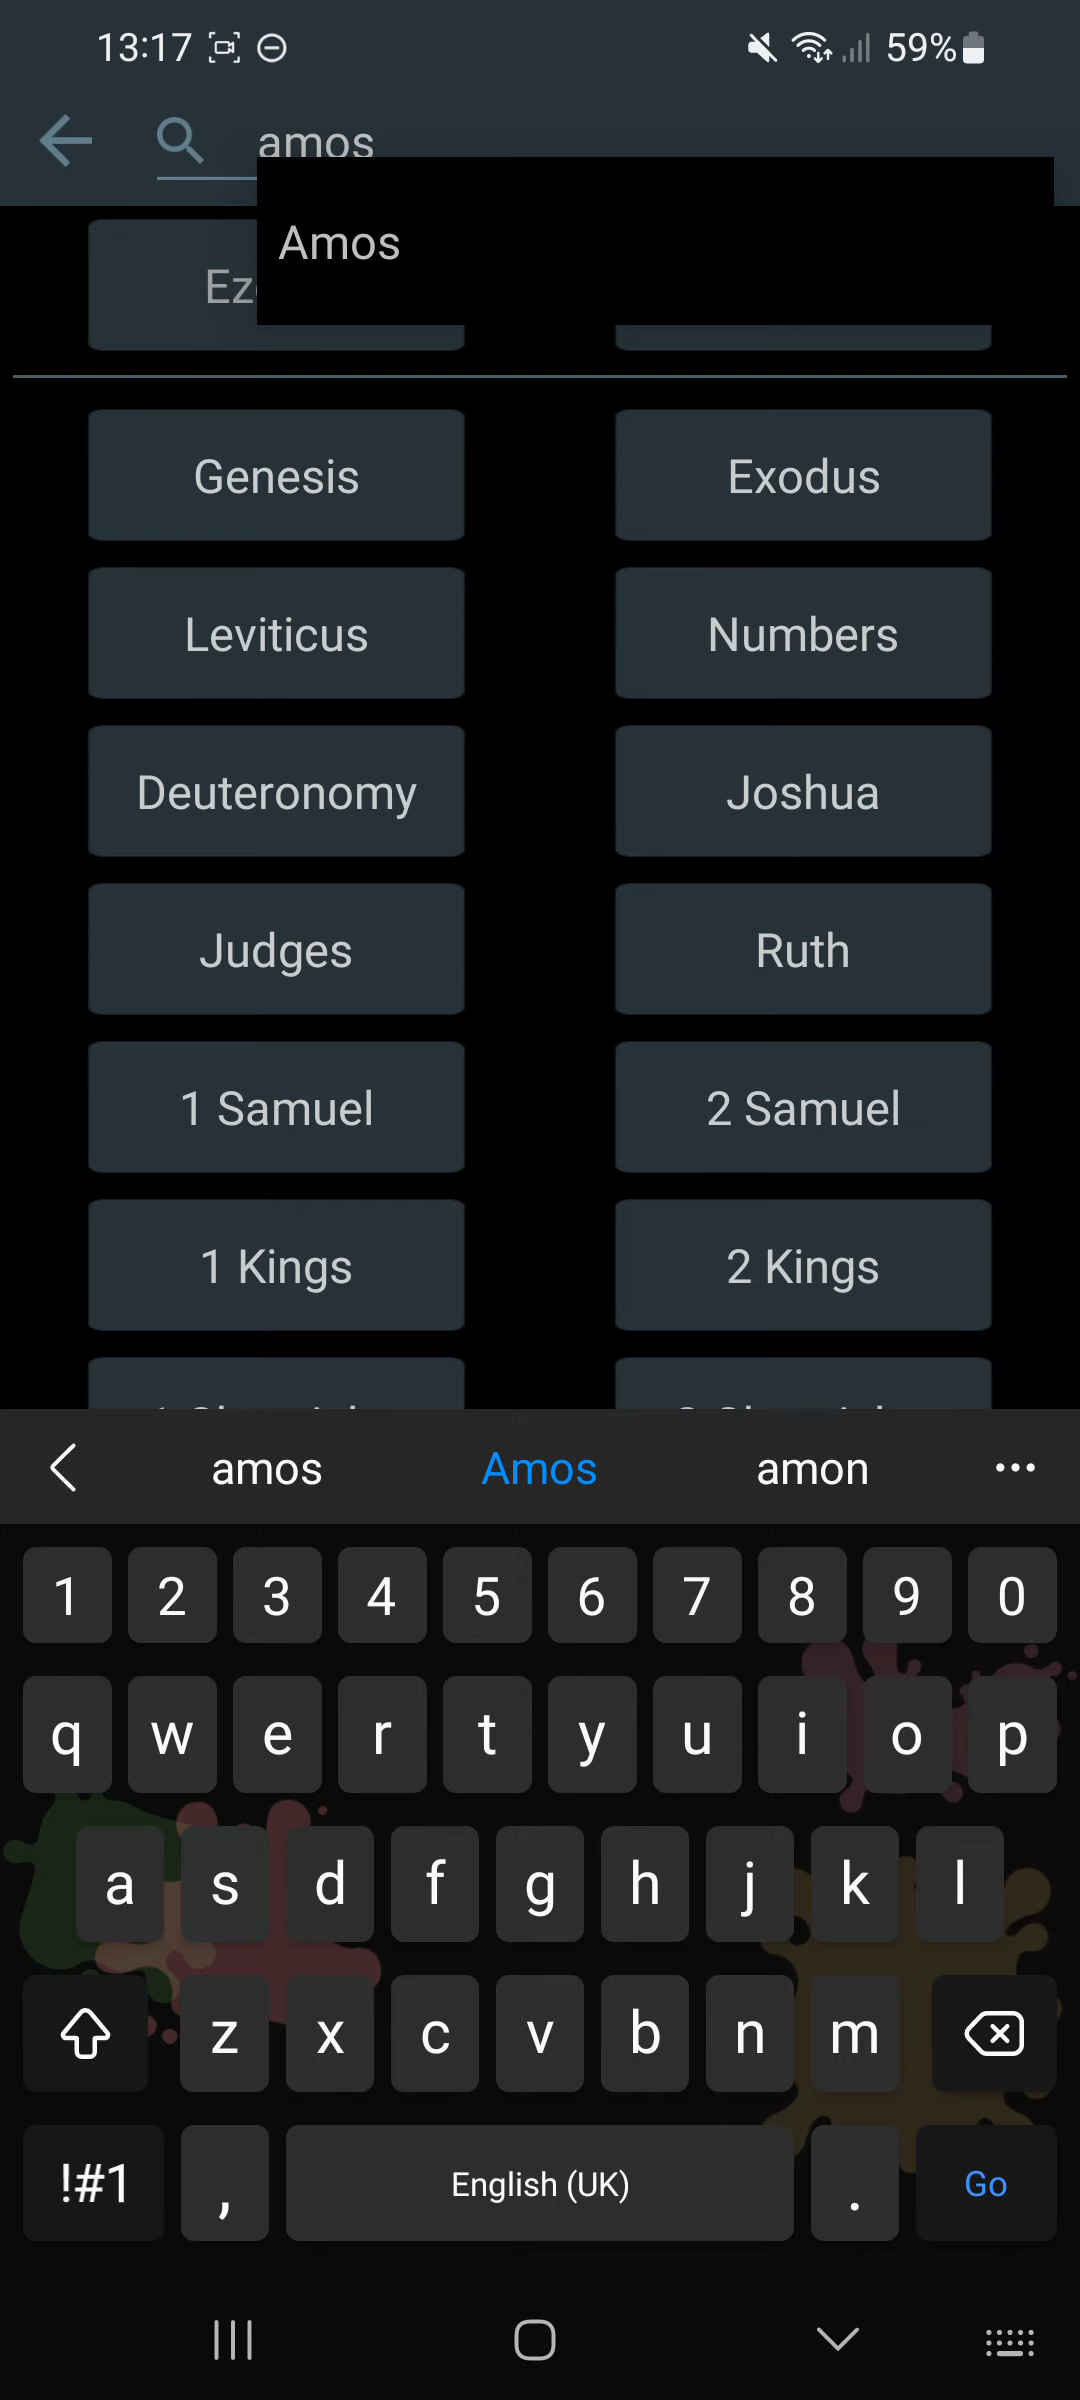 13:17
59%
amos
Amos
Genesis
Exodus
Leviticus
Numbers
Deuteronomy
Joshua
Judges
Ruth
1 Samuel
2 Samuel
1 Kings
2 Kings
amos
Amos
amon
1 2 3 4 5 6 7 8 9 0
q w e r t y u i o p
a s d f g h j k l
z x c v b n m
!#1 , English (UK) . Go